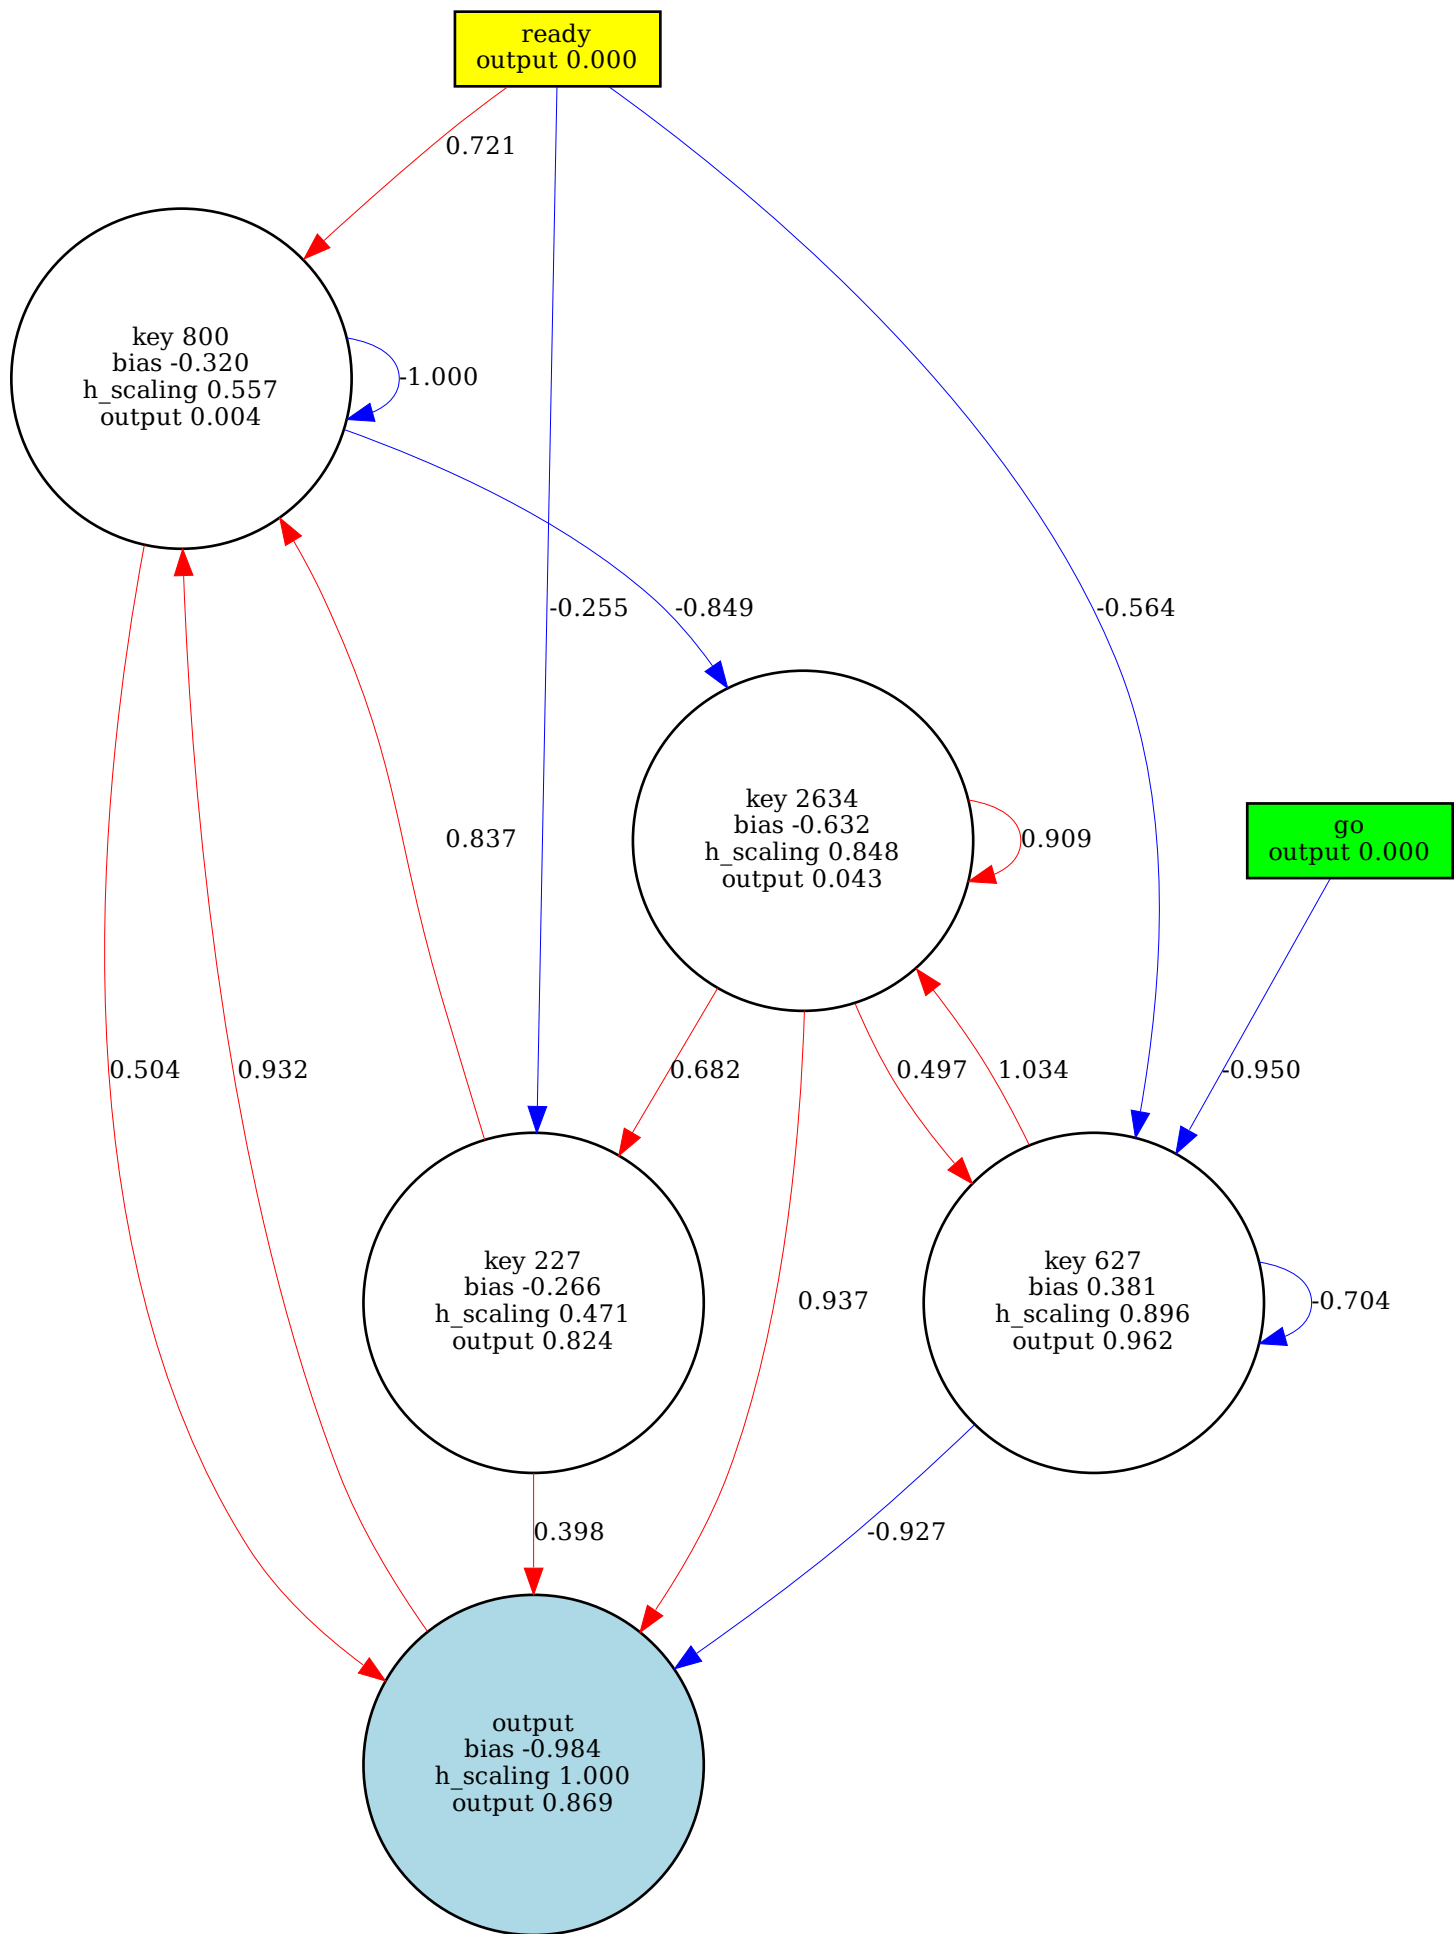 ready
output 0.000
0.721
key 800
bias -0.320
h_scaling 0.557
output 0.004
-1.000
-0.255
-0.849
-0.564
key 2634
bias -0.632
h_scaling 0.848
output 0.043
0.837
0.909
go
output 0.000
0.504
0.932
0.682
0.497
1.034
-0.950
key 227
bias -0.266
h_scaling 0.471
output 0.824
0.937
key 627
bias 0.381
h_scaling 0.896
output 0.962
-0.704
0.398
-0.927
output
bias -0.984
h_scaling 1.000
output 0.869